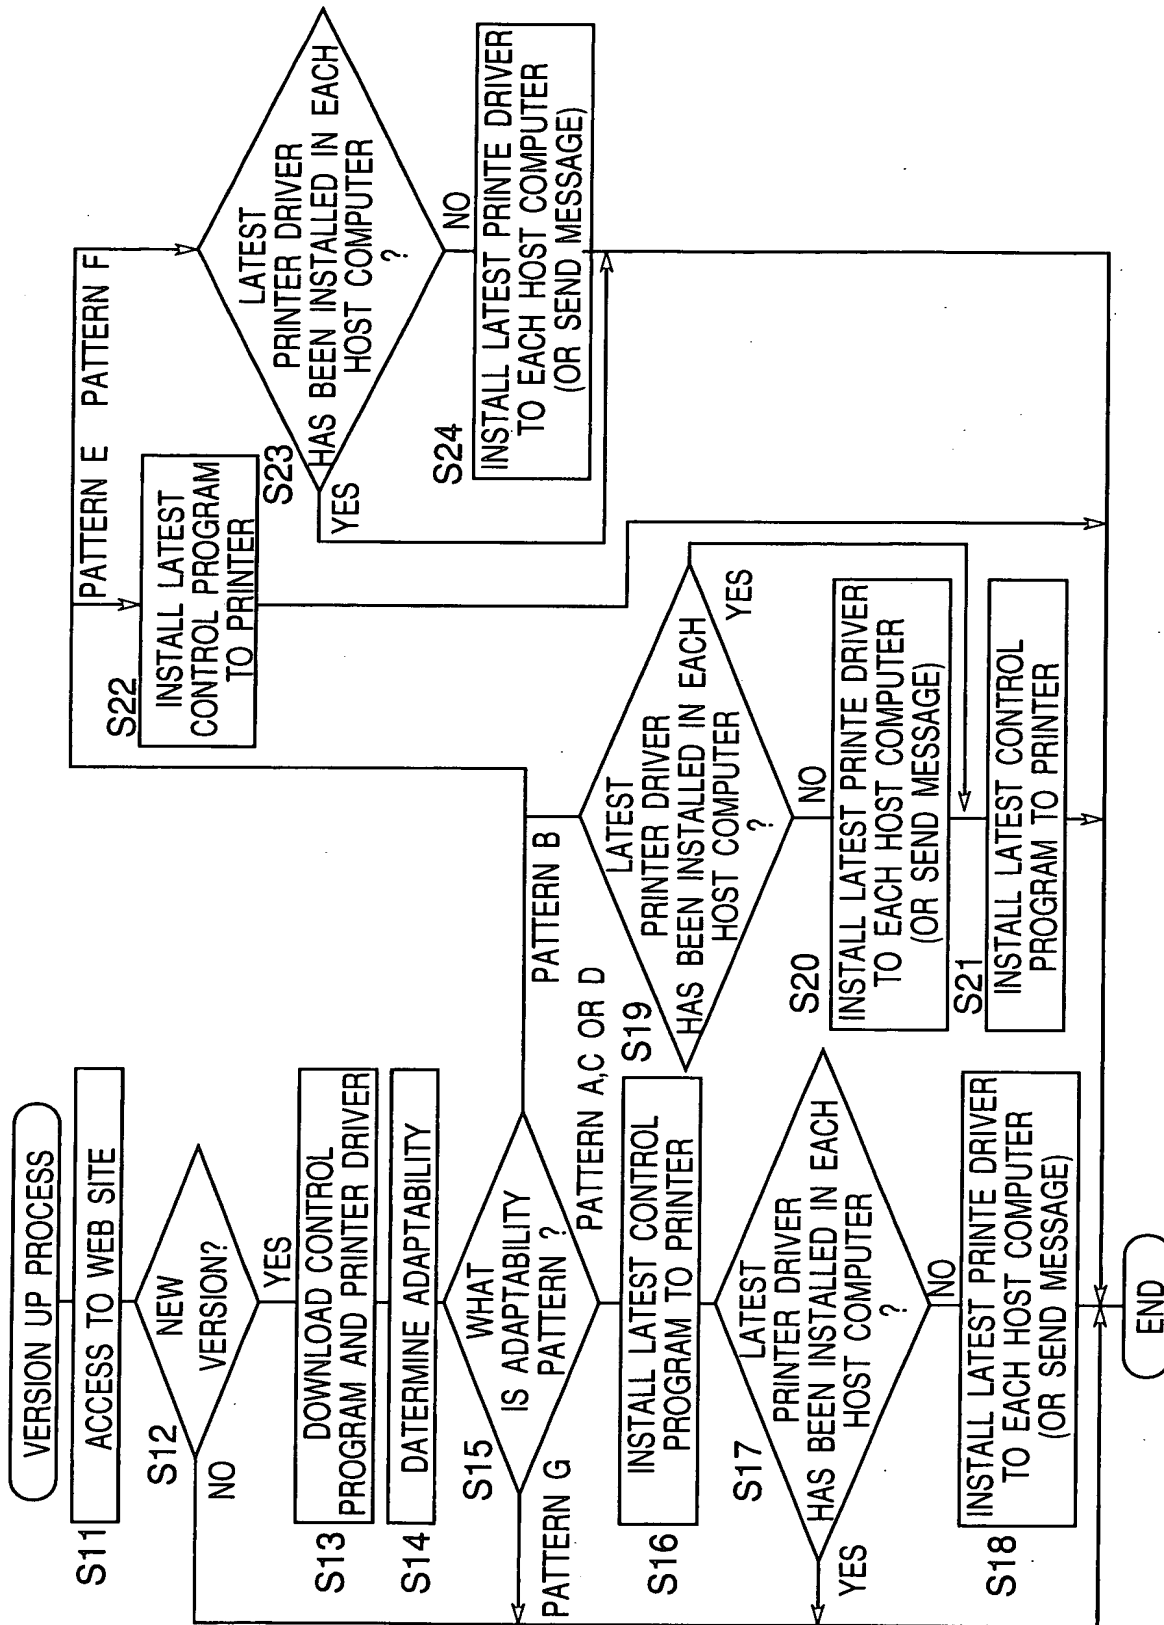 VERSION UP PROCESS
S11
ACCESS TO WEB SITE
S12
NEW
VERSION?
NO
YES
S13
DOWNLOAD CONTROL
PROGRAM AND PRINTER DRIVER
S14
DATERMINE ADAPTABILITY
S15
WHAT
IS ADAPTABILITY
PATTERN ?
PATTERN G
PATTERN A,C OR D
PATTERN B
PATTERN E
PATTERN F
S16
INSTALL LATEST CONTROL
PROGRAM TO PRINTER
S17
LATEST
PRINTER DRIVER
HAS BEEN INSTALLED IN EACH
HOST COMPUTER
?
YES
NO
S18
INSTALL LATEST PRINTE DRIVER
TO EACH HOST COMPUTER
(OR SEND MESSAGE)
S19
LATEST
PRINTER DRIVER
HAS BEEN INSTALLED IN EACH
HOST COMPUTER
?
YES
NO
S20
INSTALL LATEST PRINTE DRIVER
TO EACH HOST COMPUTER
(OR SEND MESSAGE)
S21
INSTALL LATEST CONTROL
PROGRAM TO PRINTER
S22
INSTALL LATEST
CONTROL PROGRAM
TO PRINTER
S23
LATEST
PRINTER DRIVER
HAS BEEN INSTALLED IN EACH
HOST COMPUTER
?
YES
NO
S24
INSTALL LATEST PRINTE DRIVER
TO EACH HOST COMPUTER
(OR SEND MESSAGE)
END